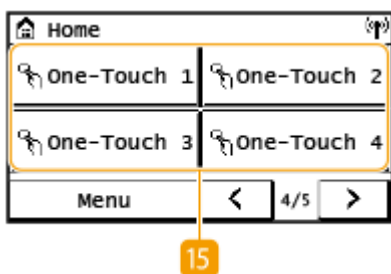 Home
One-Touch 1 One-Touch 2
One-Touch 3 One-Touch 4
Menu < 4/5 >
15